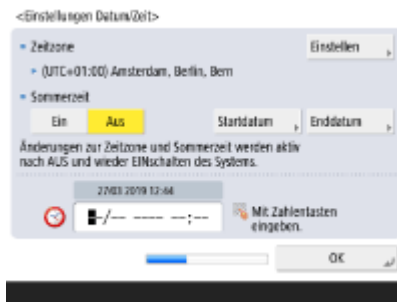 <Einstellungen Datum/Zeit>
Zeitzone
Einstellen
(UTC+01:00) Amsterdam, Berlin, Bern
Sommerzeit
Ein
Aus
Startdatum
Enddatum
Änderungen zur Zeitzone und Sommerzeit werden aktiv
nach AUS und wieder EINschalten des Systems.
27/03 2019 12:44
-/-- ---- --:--
Mit Zahlentasten
eingeben.
OK